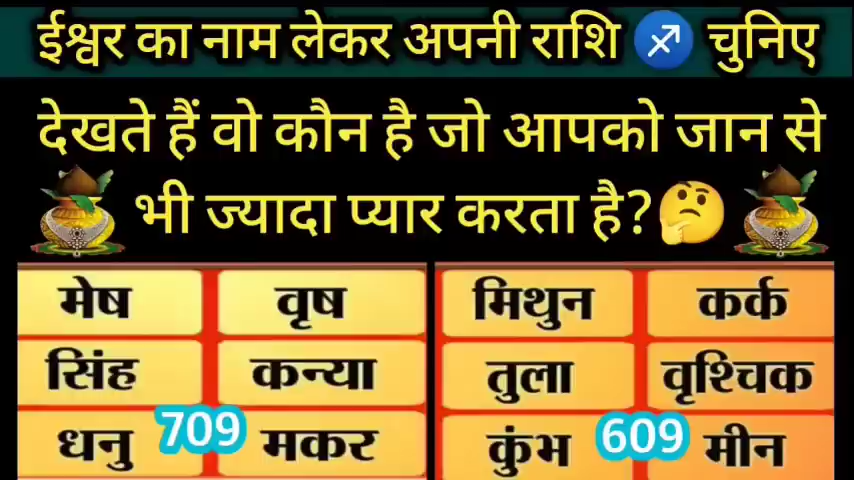 ईश्वर का नाम लेकर अपनी राशि ♐ चुनिए
देखते हैं वो कौन है जो आपको जान से
भी ज्यादा प्यार करता है?🤔
मेष वृष मिथुन कर्क
सिंह कन्या तुला वृश्चिक
धनु 709 मकर कुंभ 609 मीन